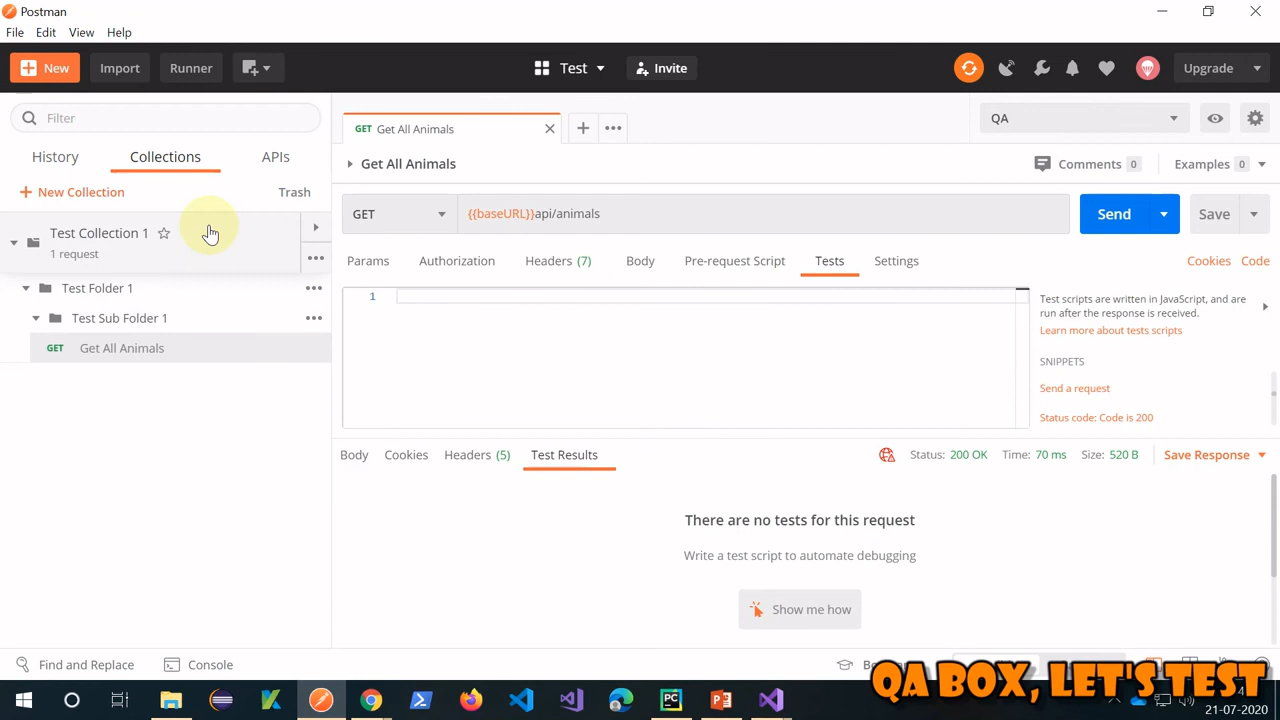 Postman
File Edit View Help
New Import Runner Test Invite Upgrade
Filter
History Collections APIs
+ New Collection Trash
Test Collection 1
1 request
Test Folder 1
Test Sub Folder 1
GET Get All Animals
GET Get All Animals
QA
Get All Animals
Comments 0 Examples 0
GET {{baseURL}}api/animals Send Save
Params Authorization Headers (7) Body Pre-request Script Tests Settings Cookies Code
1
Test scripts are written in JavaScript, and are
run after the response is received.
Learn more about tests scripts
SNIPPETS
Send a request
Status code: Code is 200
Body Cookies Headers (5) Test Results Status: 200 OK Time: 70 ms Size: 520 B Save Response
There are no tests for this request
Write a test script to automate debugging
Show me how
Find and Replace Console
QA BOX, LET'S TEST
21-07-2020